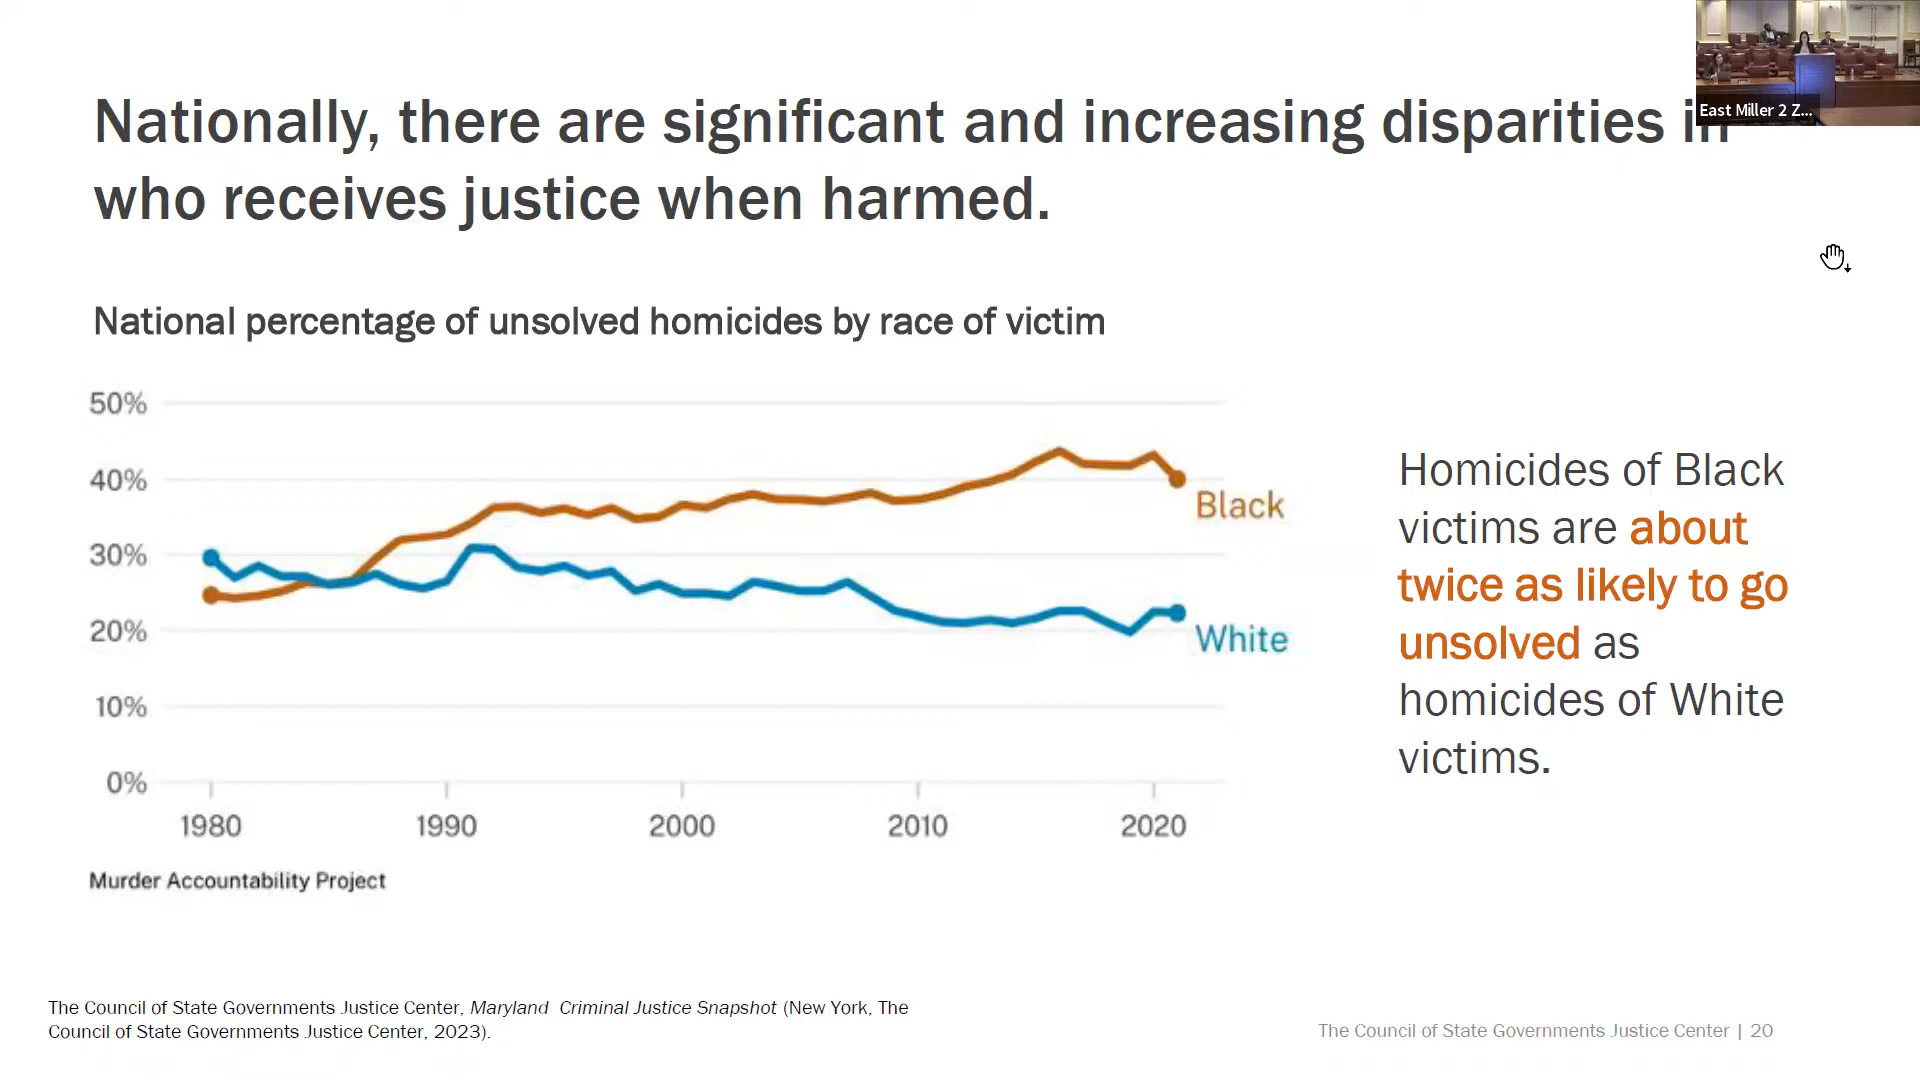 East Miller 2 Z...
Nationally, there are significant and increasing disparities in
who receives justice when harmed.
National percentage of unsolved homicides by race of victim
50%
40%
30%
20%
10%
0%
Black
White
1980 1990 2000 2010 2020
Murder Accountability Project
Homicides of Black
victims are about
twice as likely to go
unsolved as
homicides of White
victims.
The Council of State Governments Justice Center, Maryland Criminal Justice Snapshot (New York, The
Council of State Governments Justice Center, 2023).
The Council of State Governments Justice Center | 20